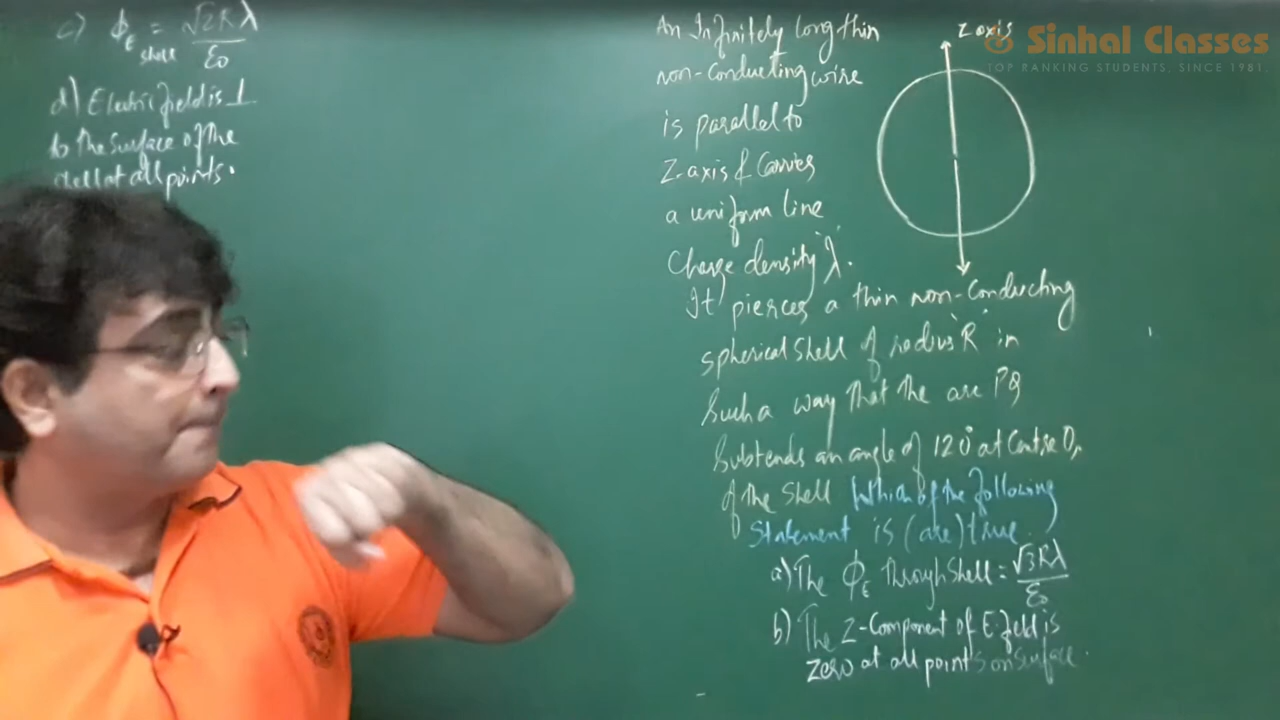 c) ϕE shell = √2Rλ/ε0
d) Electric field is ⊥
to the surface of the
shell at all points.
An Infinitely long thin
non-Conducting wire
is parallel to
Z-axis & Carries
a uniform line
Charge density 'λ'.
It pierces a thin non-Conducting
spherical shell of radius 'R' in
Such a way that the arc PQ
Subtends an angle of 120° at Centre O,
of the shell Which of the following
Statement is (are) true.
a) The ϕE through shell = √3Rλ/ε0
b) The Z-Component of E.field is
zero at all points on surface.
Z axis
Sinhal Classes
TOP RANKING STUDENTS, SINCE 1981.